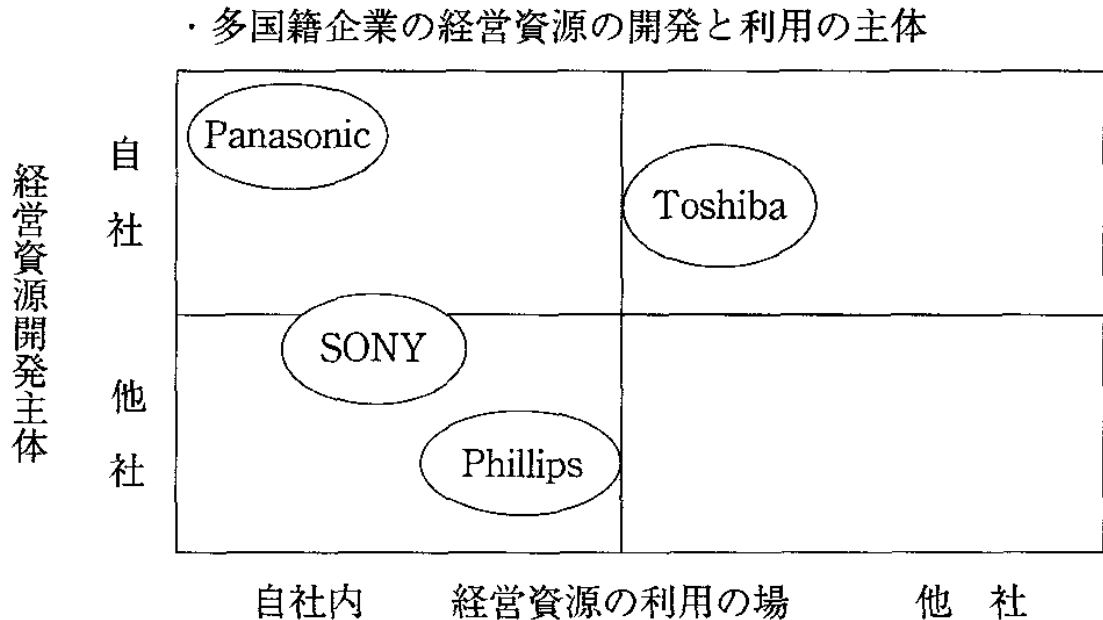 ・多国籍企業の経営資源の開発と利用の主体
Panasonic
Toshiba
SONY
Phillips
経営資源開発主体
自社
他社
自社内 経営資源の利用の場 他社